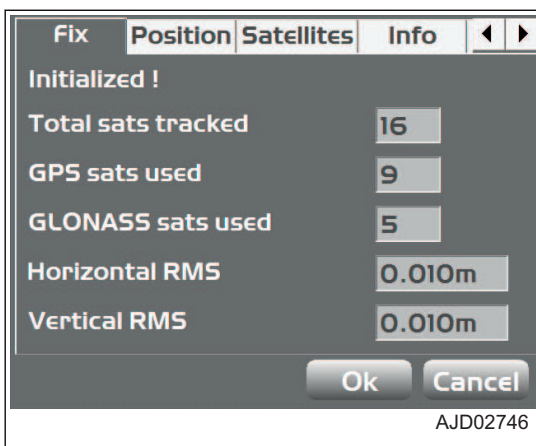 Fix Position Satellites Info
Initialized !
Total sats tracked 16
GPS sats used 9
GLONASS sats used 5
Horizontal RMS 0.010m
Vertical RMS 0.010m
Ok Cancel
AJD02746